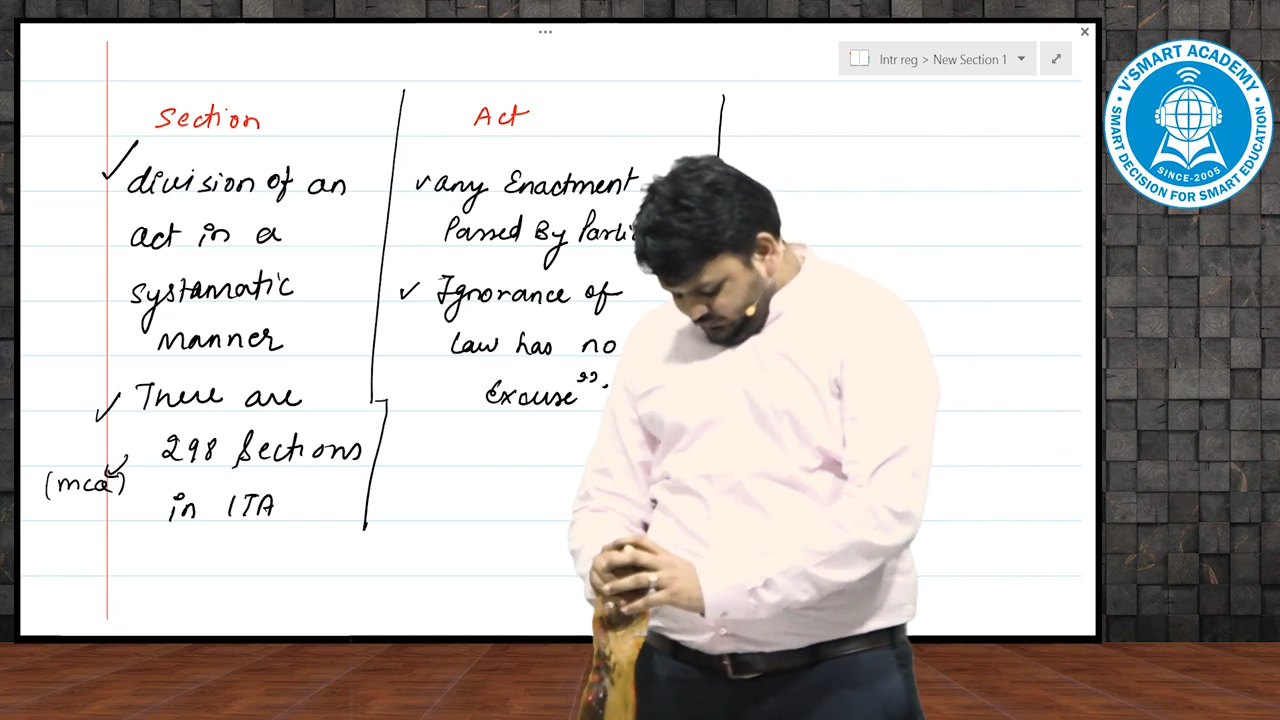 Intr reg > New Section 1
Section
division of an
act in a
systamatic
manner
There are
298 Sections
(mca)
in ITA
Act
any Enactment
Passed By Parli
Ignorance of
law has no
Excuse".
V'SMART ACADEMY
SINCE-2005
SMART DECISION FOR SMART EDUCATION